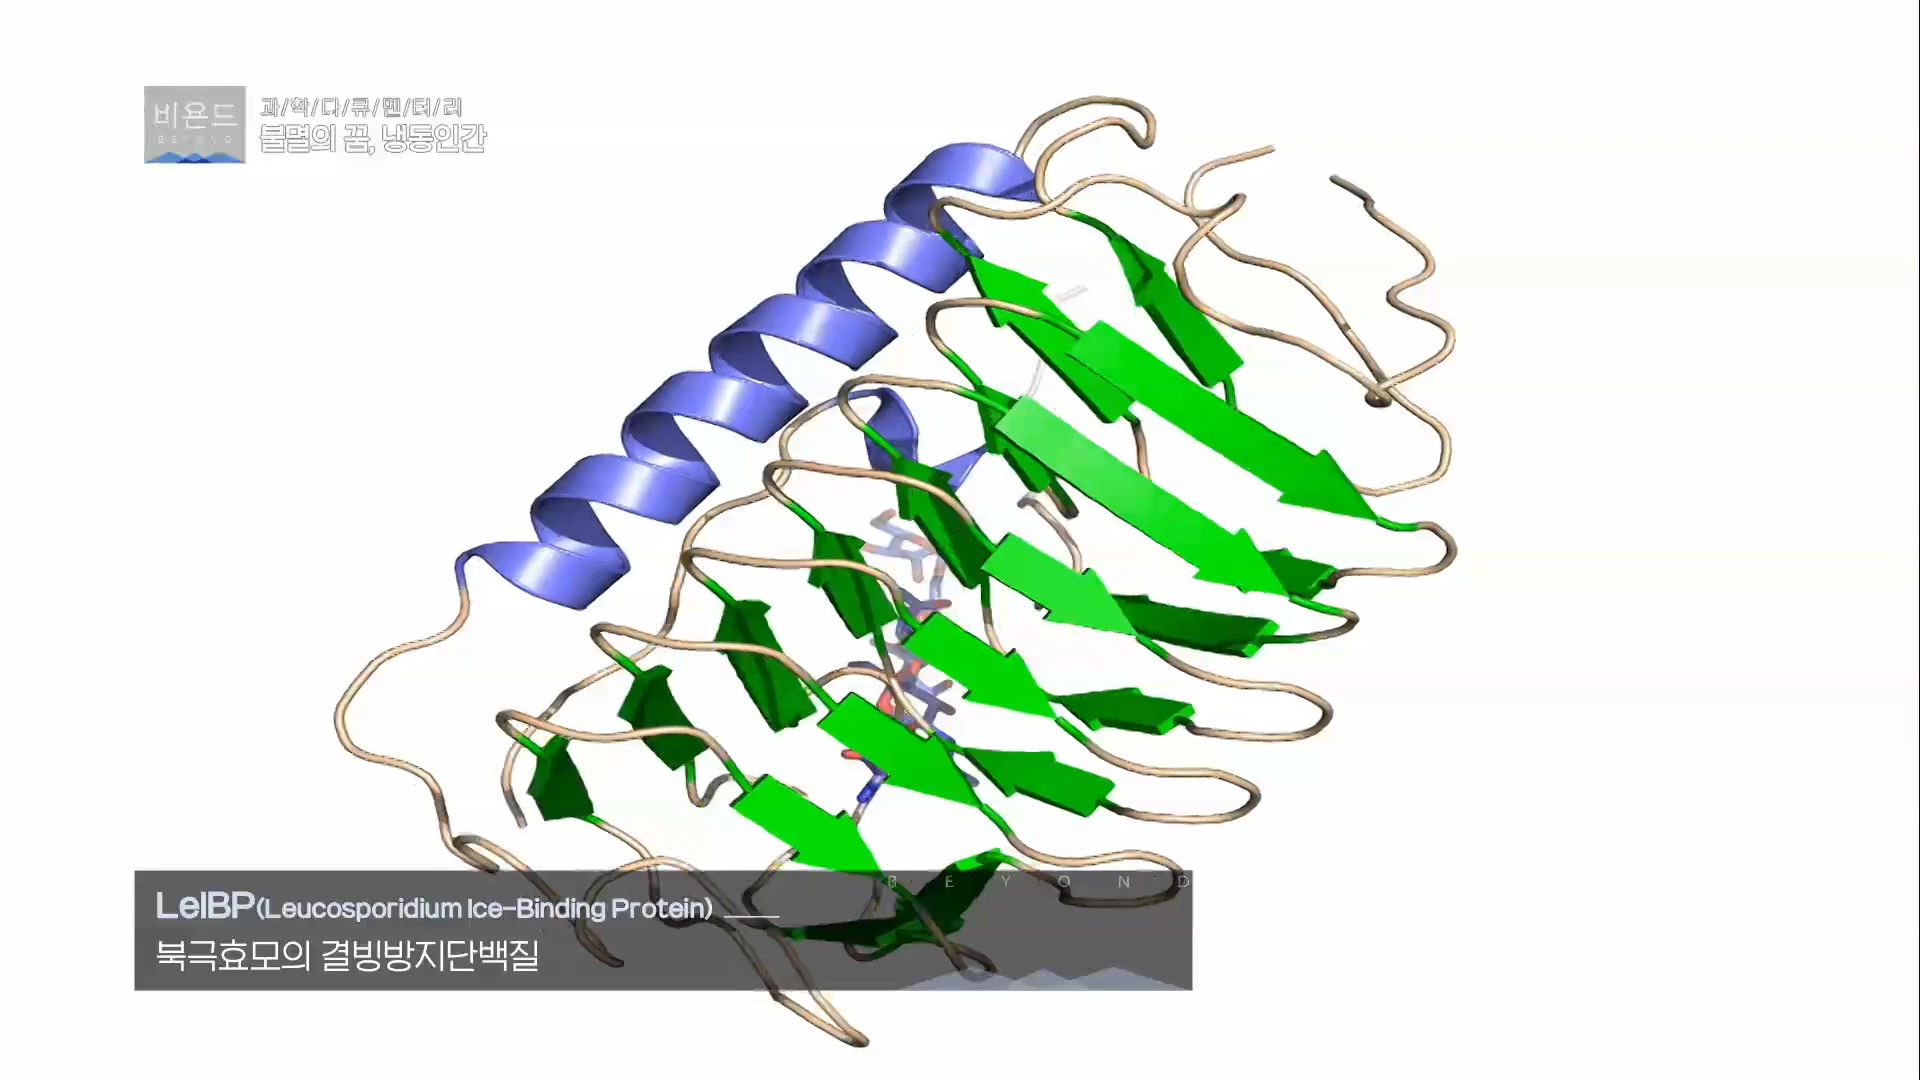 비욘드
BEYOND
과/학/다/큐/멘/터/리
불멸의 꿈, 냉동인간
BEYOND
LeIBP(Leucosporidium Ice-Binding Protein)
북극효모의 결빙방지단백질